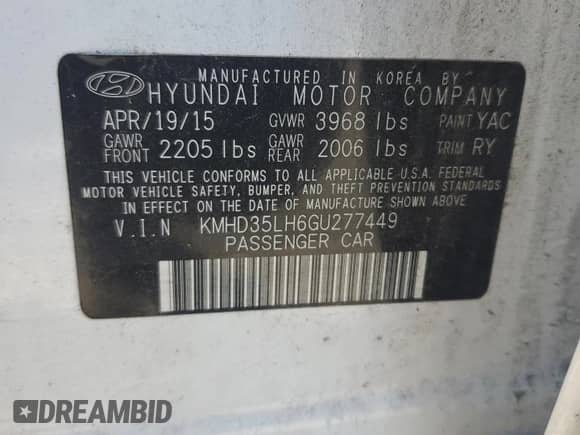 MANUFACTURED IN KOREA BY
HYUNDAI MOTOR COMPANY
APR/19/15 GVWR 3968 lbs PAINT YAC
GAWR FRONT 2205 lbs GAWR REAR 2006 lbs TRIM RY
THIS VEHICLE CONFORMS TO ALL APPLICABLE U.S.A. FEDERAL
MOTOR VEHICLE SAFETY, BUMPER, AND THEFT PREVENTION STANDARDS
IN EFFECT ON THE DATE OF MANUFACTURE SHOWN ABOVE.
V.I.N KMHD35LH6GU277449
PASSENGER CAR
DREAMBID